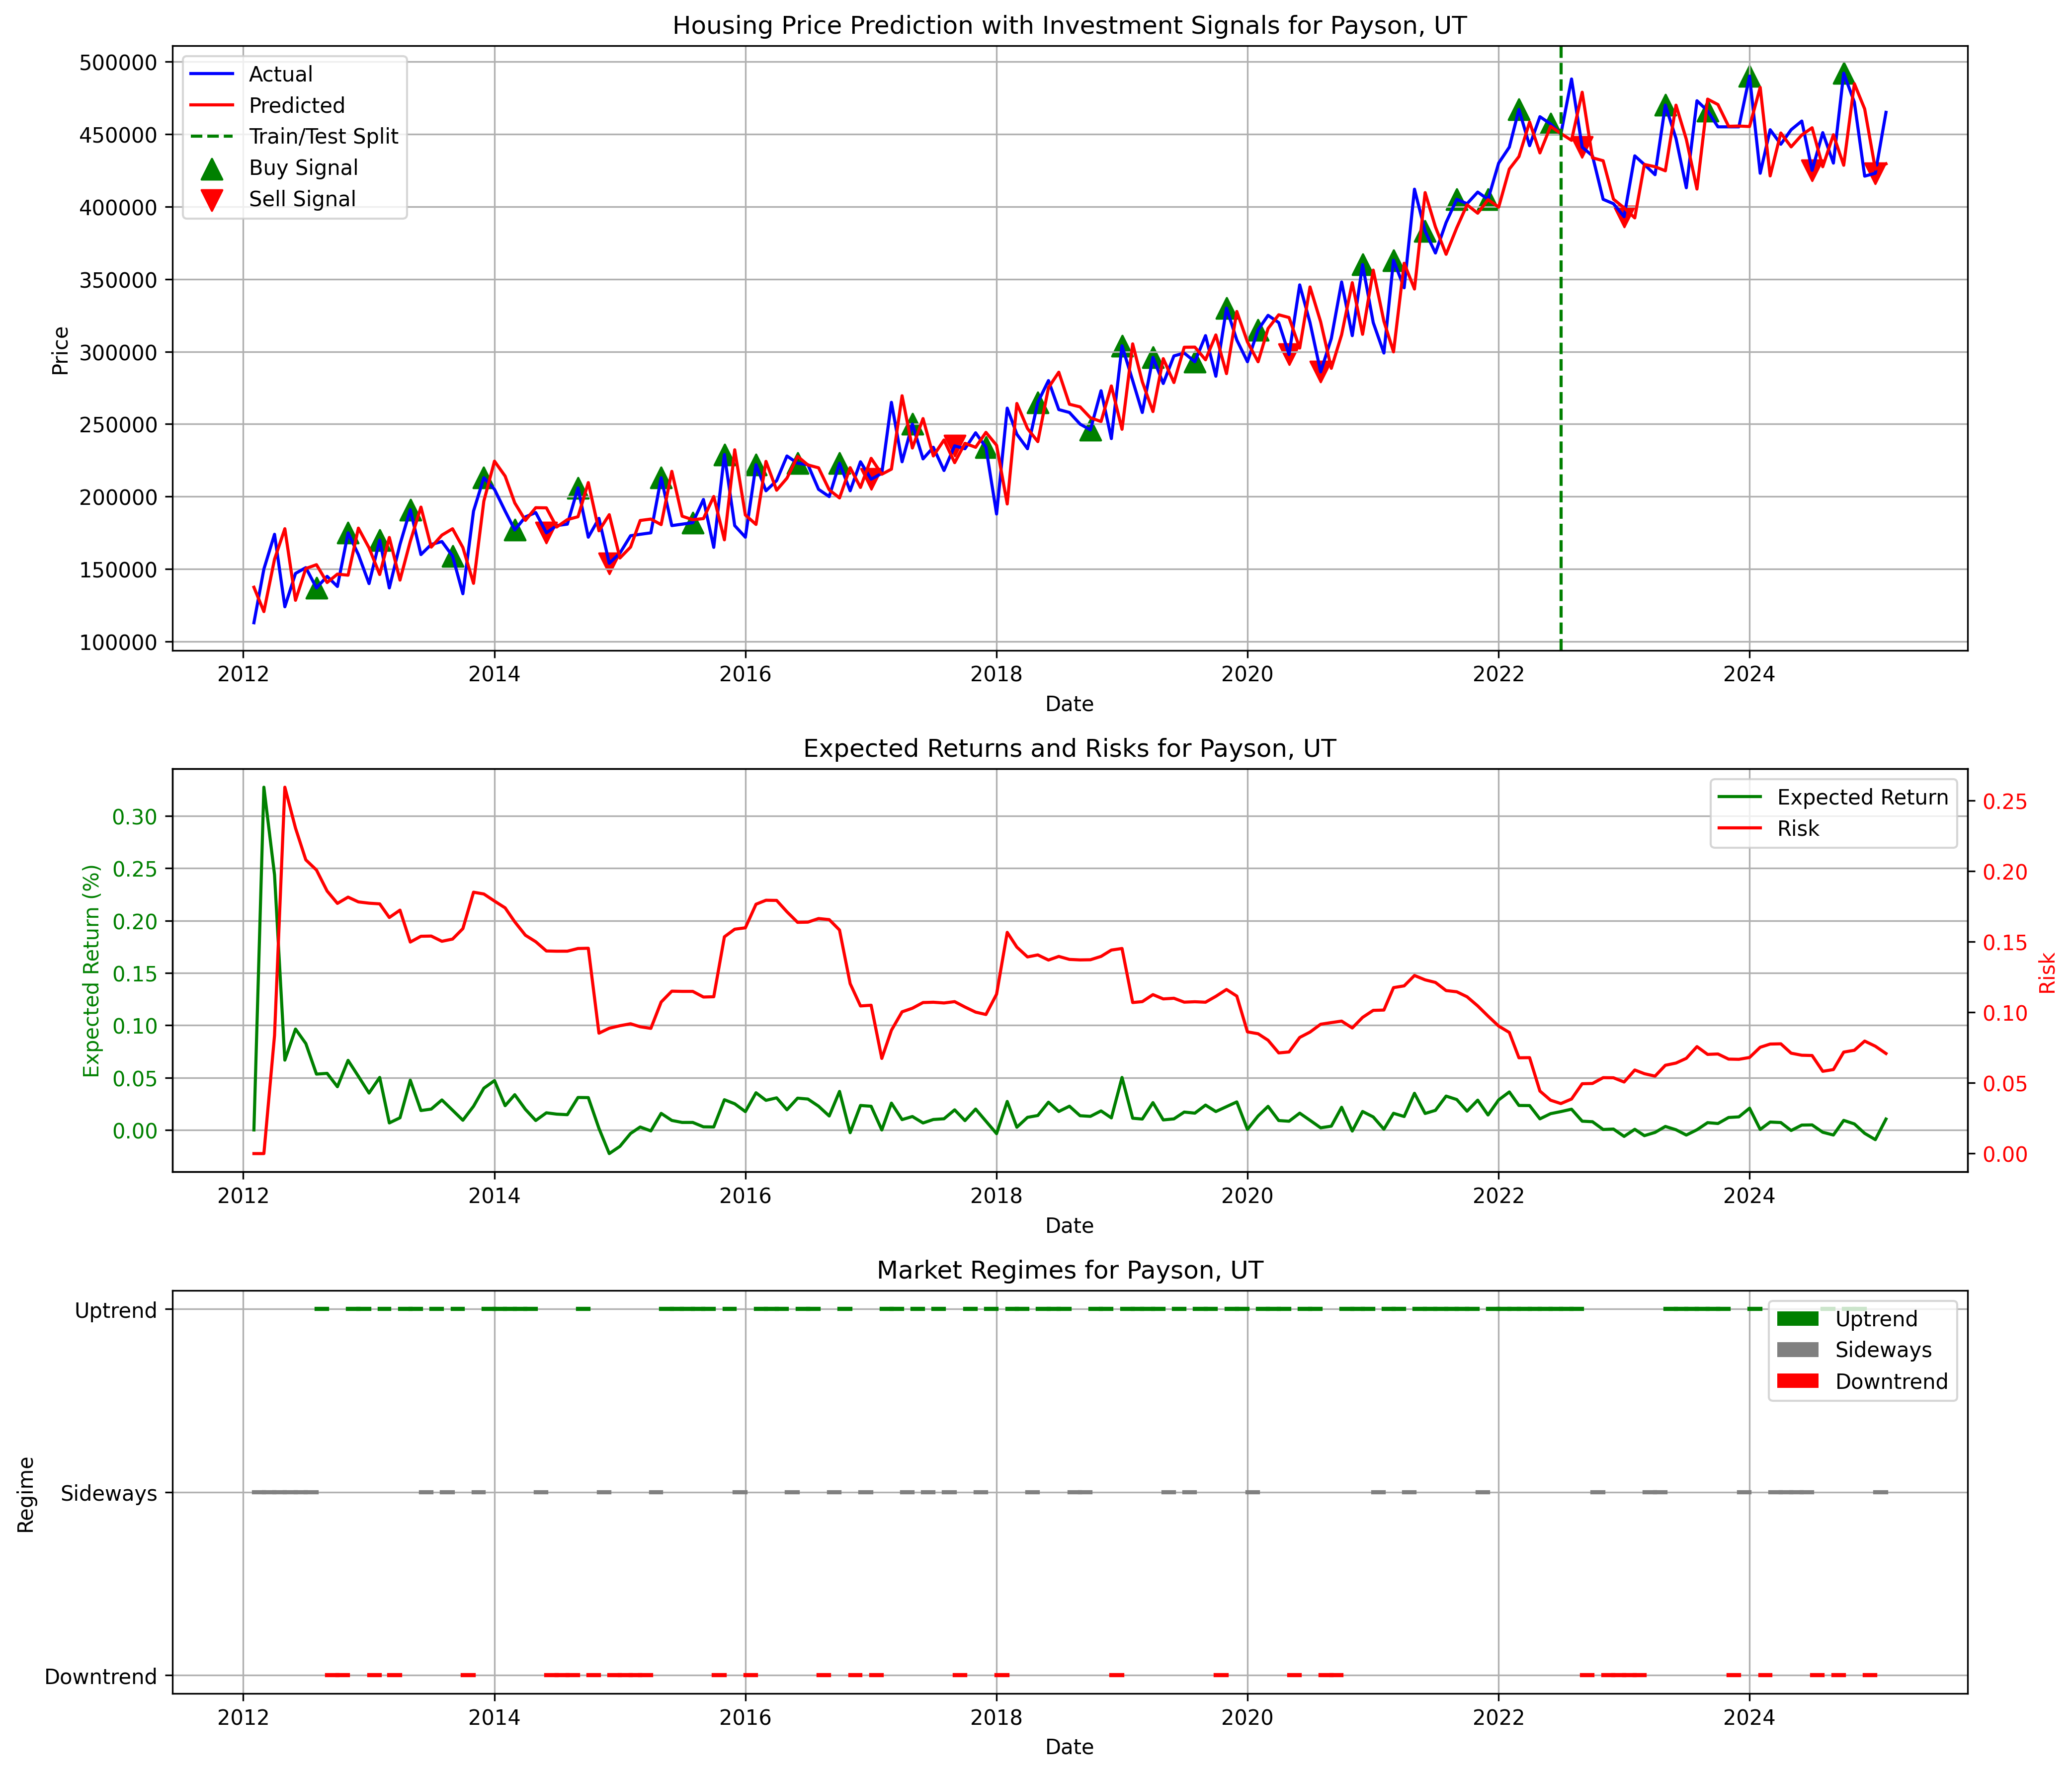 Housing Price Prediction with Investment Signals for Payson, UT
Actual
Predicted
Train/Test Split
Buy Signal
Sell Signal
500000
450000
400000
350000
300000
250000
200000
150000
100000
Price
2012 2014 2016 2018 2020 2022 2024
Date
Expected Returns and Risks for Payson, UT
Expected Return
Risk
0.30
0.25
0.20
0.15
0.10
0.05
0.00
Expected Return (%)
0.25
0.20
0.15
0.10
0.05
0.00
Risk
2012 2014 2016 2018 2020 2022 2024
Date
Market Regimes for Payson, UT
Uptrend
Sideways
Downtrend
Uptrend
Sideways
Downtrend
Regime
2012 2014 2016 2018 2020 2022 2024
Date